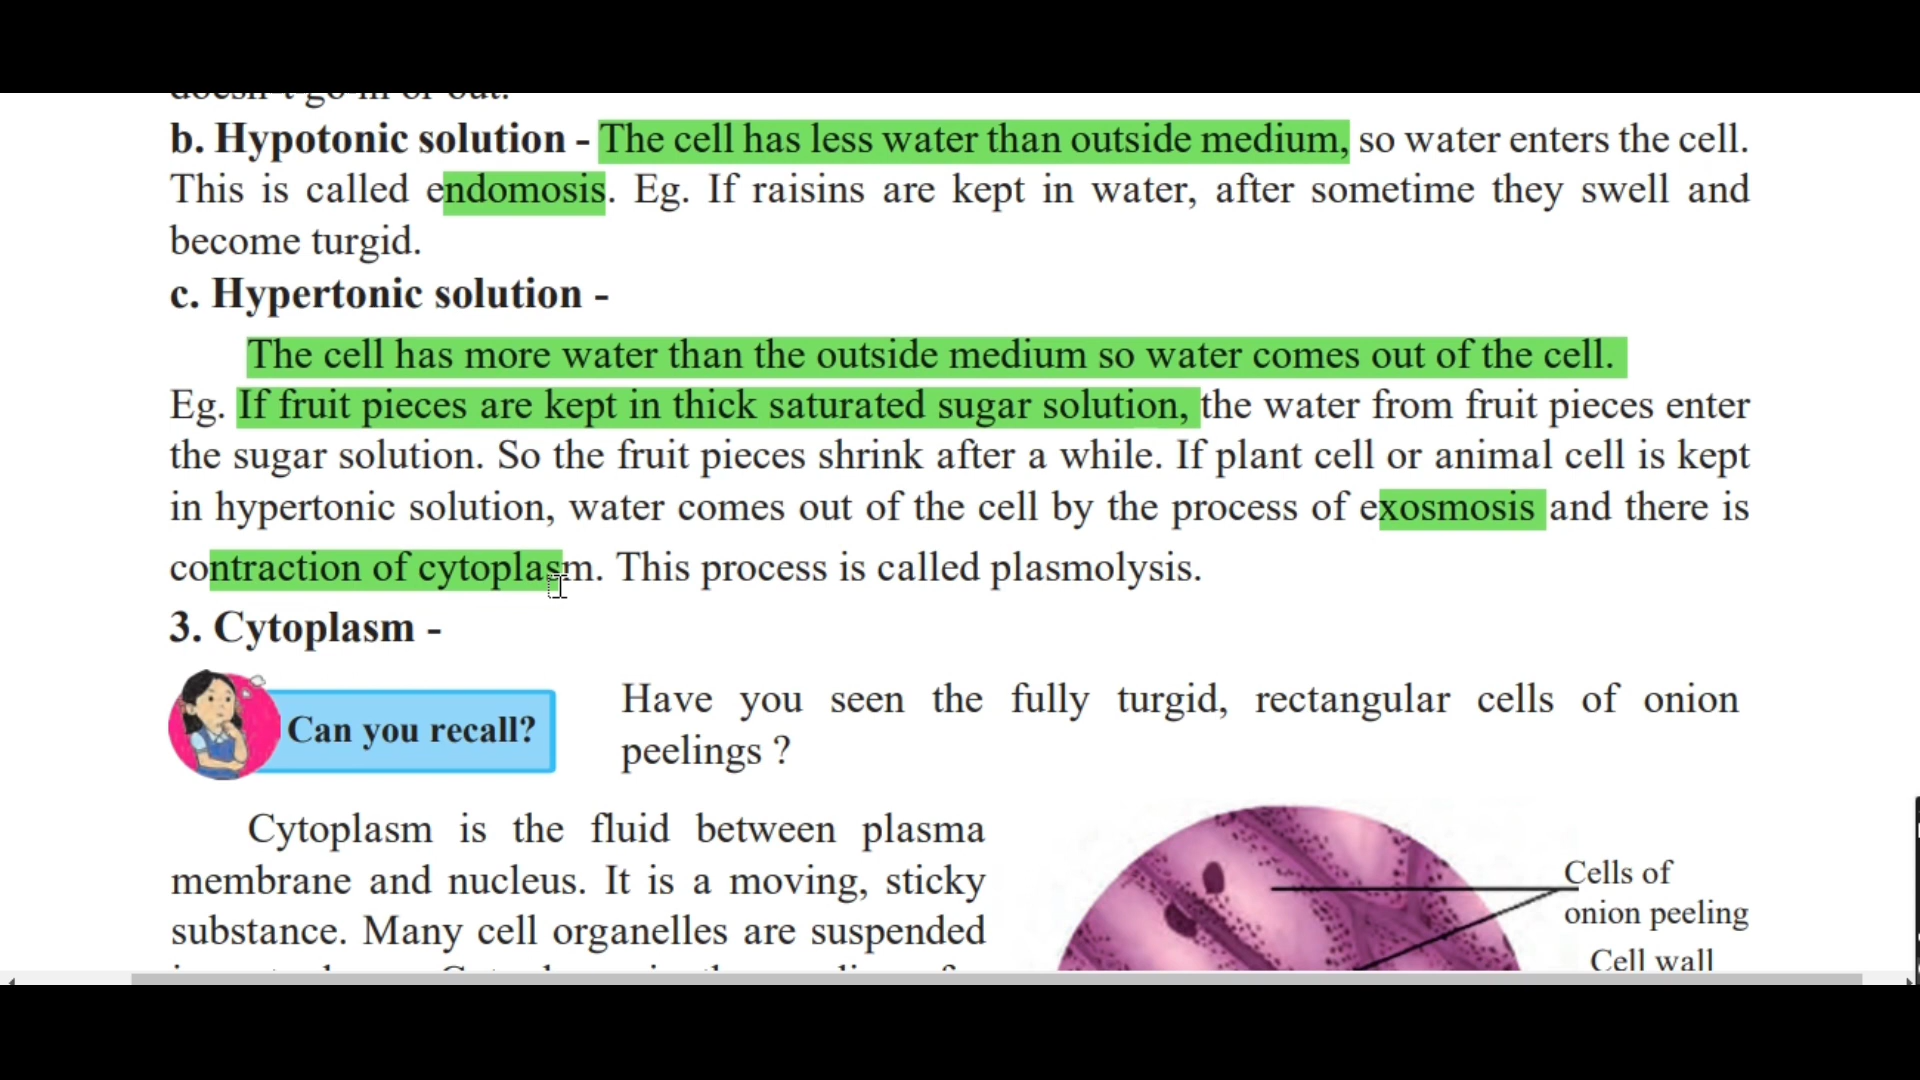 doesn't go in or out.
b. Hypotonic solution - The cell has less water than outside medium, so water enters the cell.
This is called endomosis. Eg. If raisins are kept in water, after sometime they swell and
become turgid.
c. Hypertonic solution -
The cell has more water than the outside medium so water comes out of the cell.
Eg. If fruit pieces are kept in thick saturated sugar solution, the water from fruit pieces enter
the sugar solution. So the fruit pieces shrink after a while. If plant cell or animal cell is kept
in hypertonic solution, water comes out of the cell by the process of exosmosis and there is
contraction of cytoplasm. This process is called plasmolysis.
3. Cytoplasm -
Can you recall?
Have you seen the fully turgid, rectangular cells of onion
peelings ?
Cytoplasm is the fluid between plasma
membrane and nucleus. It is a moving, sticky
substance. Many cell organelles are suspended
Cells of
onion peeling
Cell wall